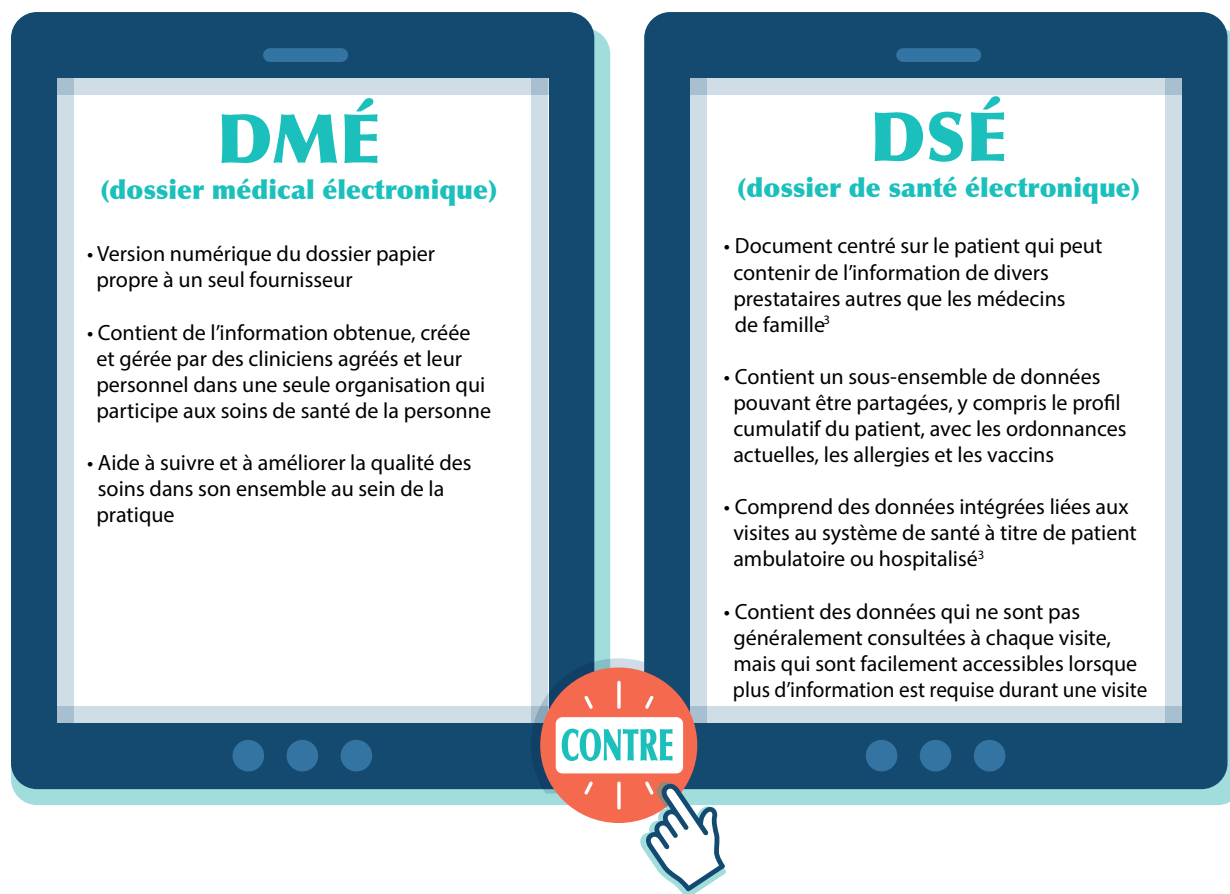 DMÉ
(dossier médical électronique)
• Version numérique du dossier papier
propre à un seul fournisseur
• Contient de l’information obtenue, créée
et gérée par des cliniciens agréés et leur
personnel dans une seule organisation qui
participe aux soins de santé de la personne
• Aide à suivre et à améliorer la qualité des
soins dans son ensemble au sein de la
pratique
CONTRE
DSÉ
(dossier de santé électronique)
• Document centré sur le patient qui peut
contenir de l’information de divers
prestataires autres que les médecins
de famille³
• Contient un sous-ensemble de données
pouvant être partagées, y compris le profil
cumulatif du patient, avec les ordonnances
actuelles, les allergies et les vaccins
• Comprend des données intégrées liées aux
visites au système de santé à titre de patient
ambulatoire ou hospitalisé³
• Contient des données qui ne sont pas
généralement consultées à chaque visite,
mais qui sont facilement accessibles lorsque
plus d’information est requise durant une visite